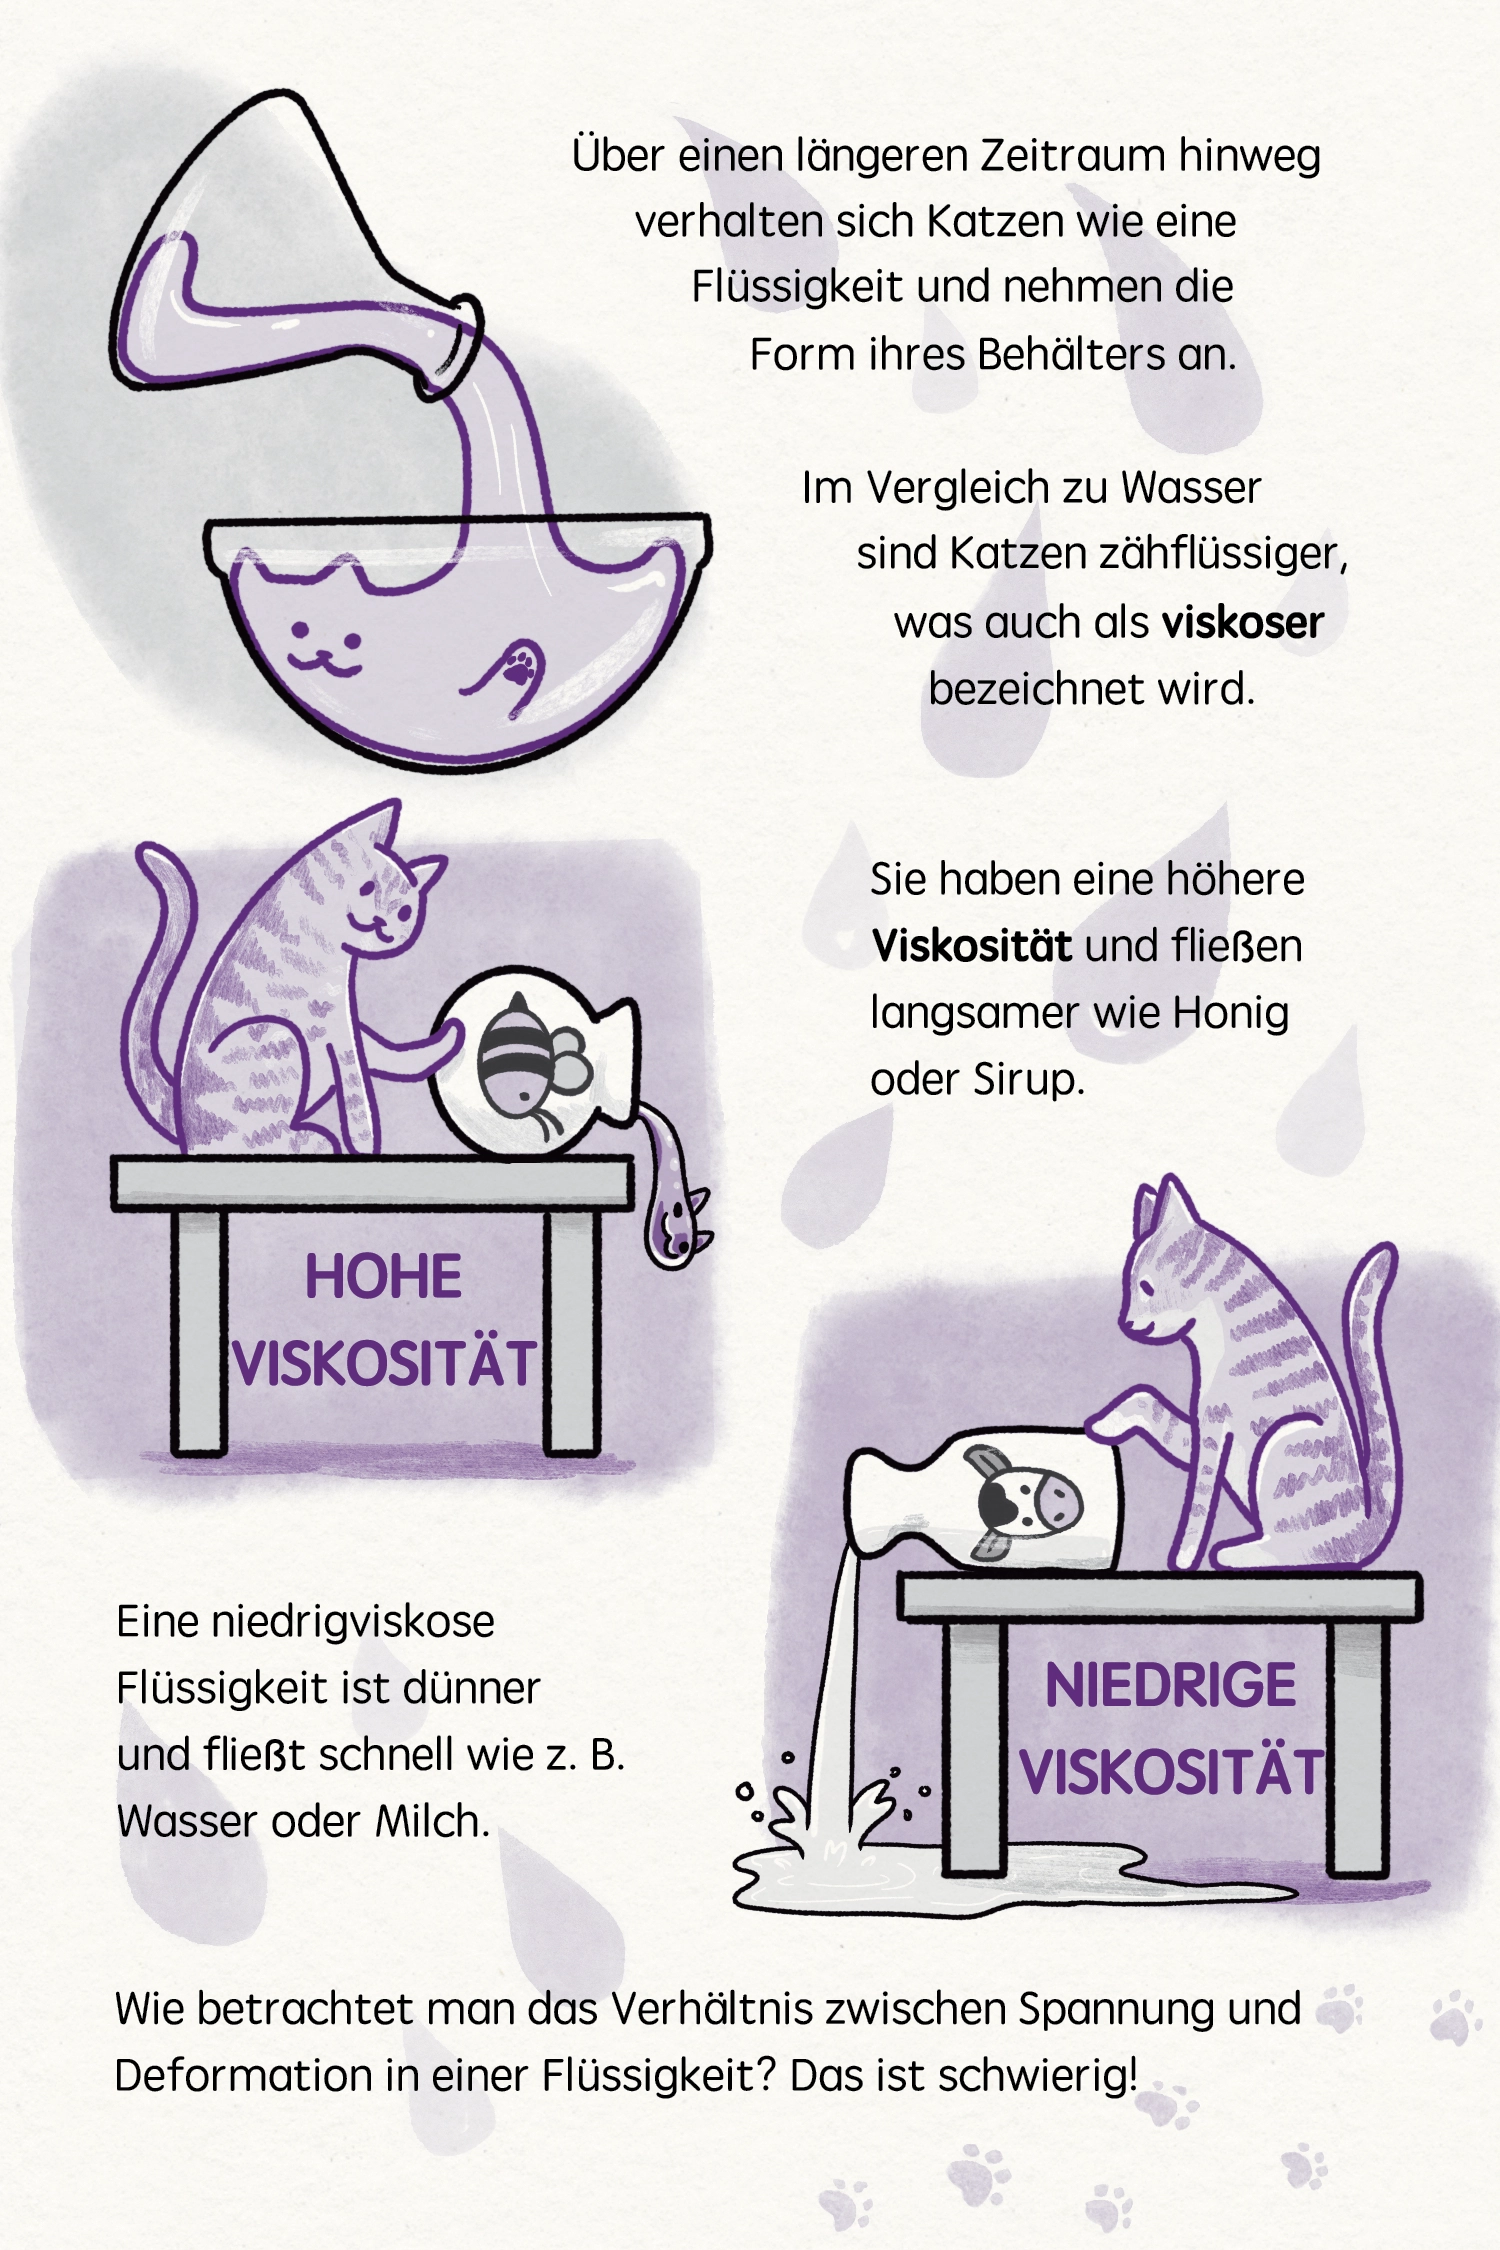 Über einen längeren Zeitraum hinweg
verhalten sich Katzen wie eine
Flüssigkeit und nehmen die
Form ihres Behälters an.
Im Vergleich zu Wasser
sind Katzen zähflüssiger,
was auch als viskoser
bezeichnet wird.
Sie haben eine höhere
Viskosität und fließen
langsamer wie Honig
oder Sirup.
HOHE
VISKOSITÄT
NIEDRIGE
VISKOSITÄT
Eine niedrigviskose
Flüssigkeit ist dünner
und fließt schnell wie z. B.
Wasser oder Milch.
Wie betrachtet man das Verhältnis zwischen Spannung und
Deformation in einer Flüssigkeit? Das ist schwierig!